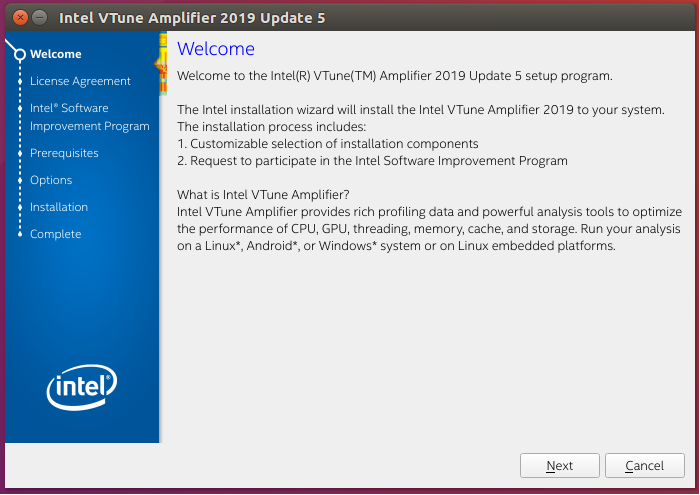 Intel VTune Amplifier 2019 Update 5
Welcome
License Agreement
Intel® Software
Improvement Program
Prerequisites
Options
Installation
Complete
intel®
Welcome
Welcome to the Intel(R) VTune(TM) Amplifier 2019 Update 5 setup program.
The Intel installation wizard will install the Intel VTune Amplifier 2019 to your system.
The installation process includes:
1. Customizable selection of installation components
2. Request to participate in the Intel Software Improvement Program
What is Intel VTune Amplifier?
Intel VTune Amplifier provides rich profiling data and powerful analysis tools to optimize
the performance of CPU, GPU, threading, memory, cache, and storage. Run your analysis
on a Linux*, Android*, or Windows* system or on Linux embedded platforms.
Next
Cancel